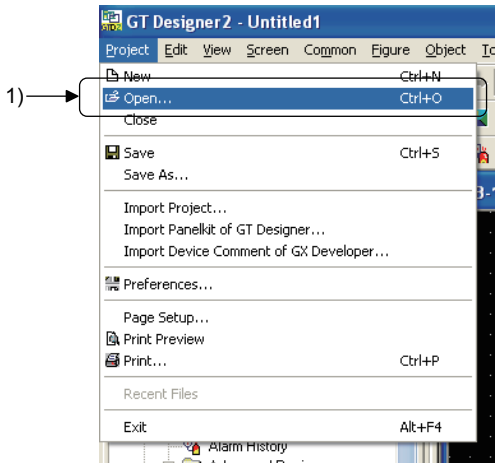 GT Designer2 - Untitled1
Project Edit View Screen Common Figure Object
New Ctrl+N
1)
Open... Ctrl+O
Close
Save Ctrl+S
Save As...
Import Project...
Import Panelkit of GT Designer...
Import Device Comment of GX Developer...
Preferences...
Page Setup...
Print Preview
Print... Ctrl+P
Recent Files
Exit Alt+F4
Alarm History